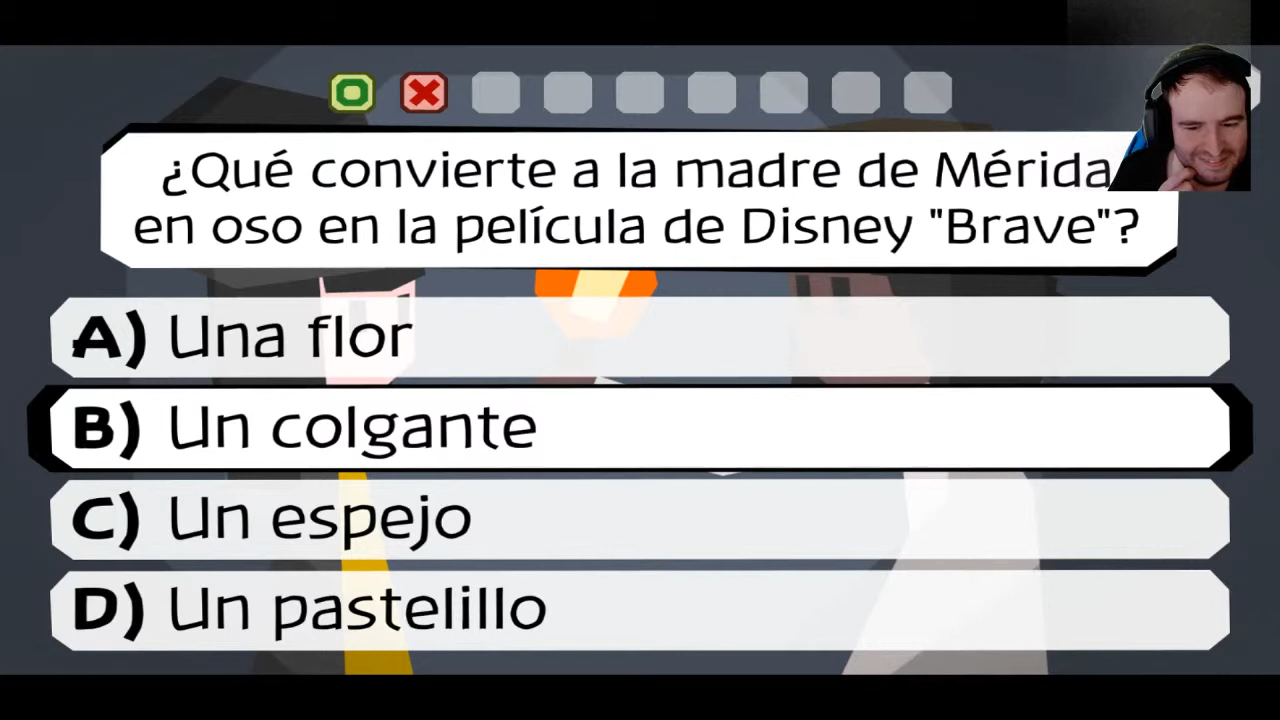 ¿Qué convierte a la madre de Mérida
en oso en la película de Disney "Brave"?
A) Una flor
B) Un colgante
C) Un espejo
D) Un pastelillo